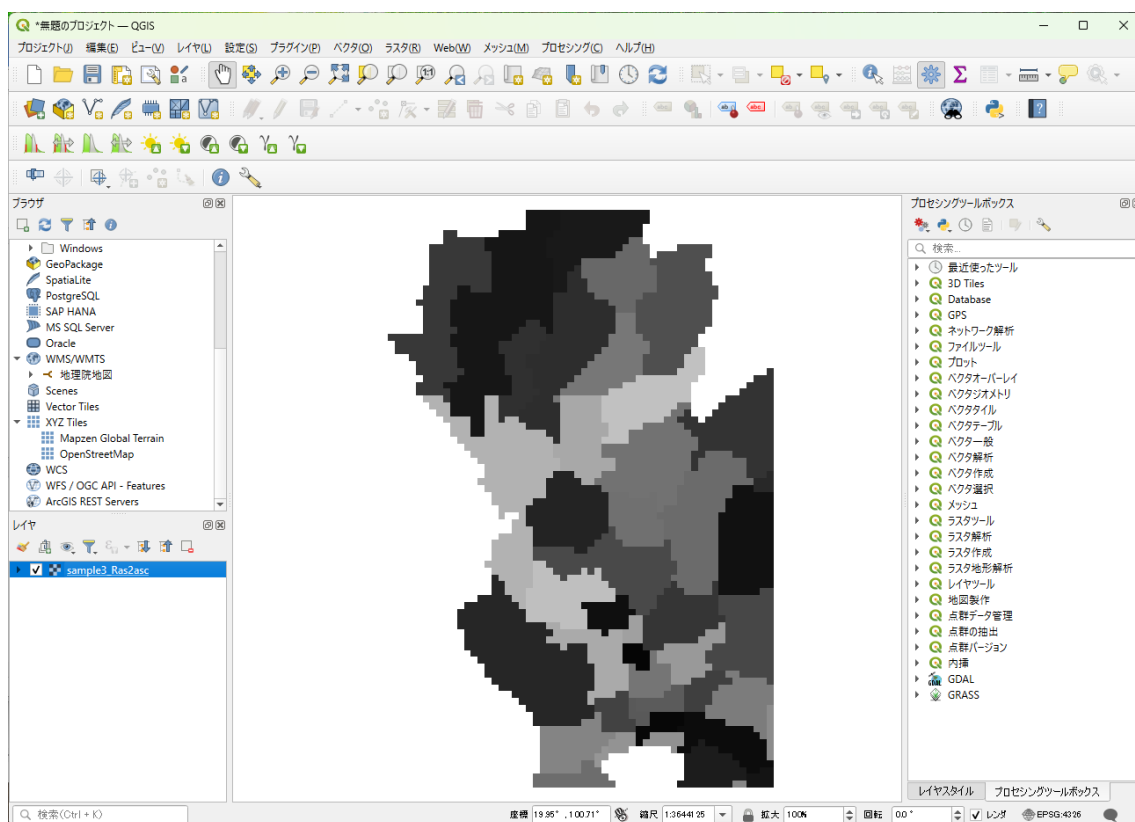 *無題のプロジェクト — QGIS
プロジェクト(J) 編集(E) ビュー(V) レイヤ(L) 設定(S) プラグイン(P) ベクタ(O) ラスタ(R) Web(W) メッシュ(M) プロセシング(C) ヘルプ(H)
ブラウザ
Windows
GeoPackage
SpatiaLite
PostgreSQL
SAP HANA
MS SQL Server
Oracle
WMS/WMTS
地理院地図
Scenes
Vector Tiles
XYZ Tiles
Mapzen Global Terrain
OpenStreetMap
WCS
WFS / OGC API - Features
ArcGIS REST Servers
レイヤ
sample3_Ras2asc
プロセシングツールボックス
検索...
最近使ったツール
3D Tiles
Database
GPS
ネットワーク解析
ファイルツール
プロット
ベクタオーバーレイ
ベクタジオメトリ
ベクタタイル
ベクタテーブル
ベクタ一般
ベクタ解析
ベクタ作成
ベクタ選択
メッシュ
ラスタツール
ラスタ解析
ラスタ作成
ラスタ地形解析
レイヤツール
地図製作
点群データ管理
点群の抽出
点群バージョン
内挿
GDAL
GRASS
レイヤスタイル プロセシングツールボックス
検索(Ctrl + K) 座標 19.95° ,100.71° 縮尺 1:3644125 拡大 100% 回転 0.0° レンダ EPSG:4326